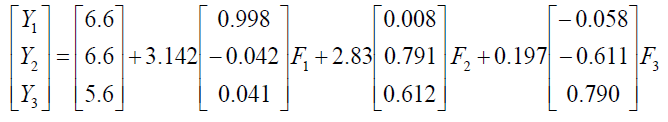 Y₁ 6.6 0.998 0.008 −0.058
Y₂ = 6.6 +3.142 −0.042 F₁ +2.83 0.791 F₂ +0.197 −0.611 F₃
Y₃ 5.6 0.041 0.612 0.790